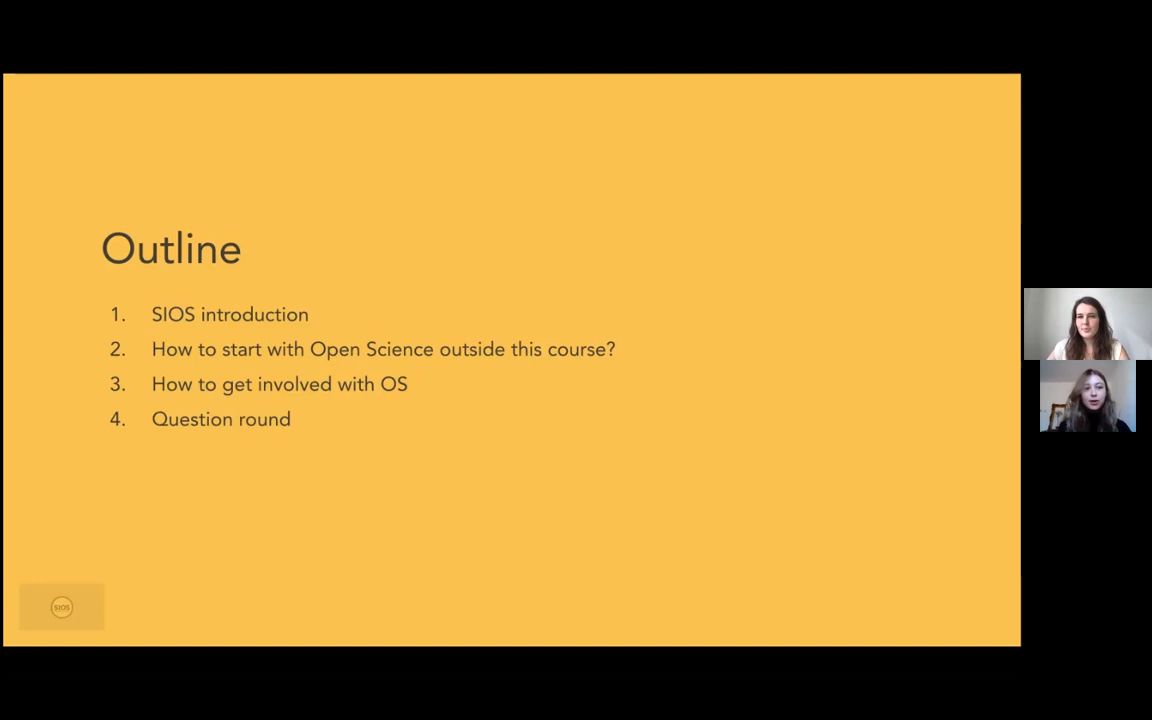 Outline
1. SIOS introduction
2. How to start with Open Science outside this course?
3. How to get involved with OS
4. Question round
SIOS